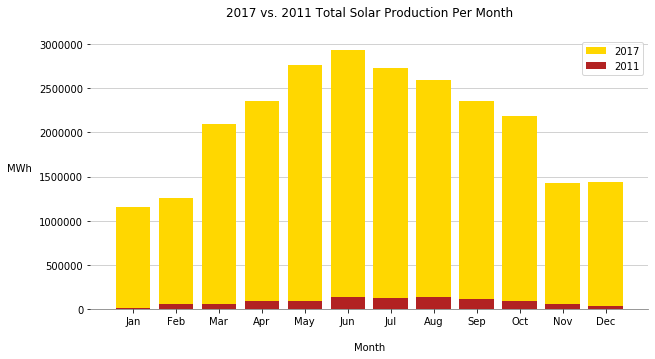 2017 vs. 2011 Total Solar Production Per Month
2017
2011
3000000
2500000
2000000
MWh
1500000
1000000
500000
0
Jan Feb Mar Apr May Jun Jul Aug Sep Oct Nov Dec
Month